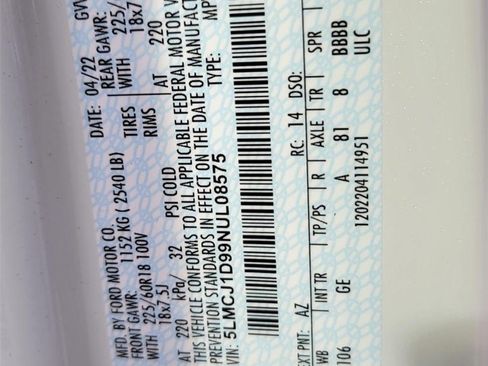 MFD. BY FORD MOTOR CO.
DATE: 04/22 GV
FRONT GAWR: 1152 KG ( 2540 LB) REAR GAWR:
WITH 225/60R18 100V TIRES WITH 225/
18x7.5J RIMS 18x7
AT 220 kPa/ 32 PSI COLD AT 220
THIS VEHICLE CONFORMS TO ALL APPLICABLE FEDERAL MOTOR V
PREVENTION STANDARDS IN EFFECT ON THE DATE OF MANUFACT
VIN: 5LMCJ1D99NUL08575 TYPE: MP
EXT PNT: AZ RC: 14 DSO:
WB INT TR TP/PS R AXLE TR SPR
106 GE A 81 8 BBBB
1202204114951 ULC